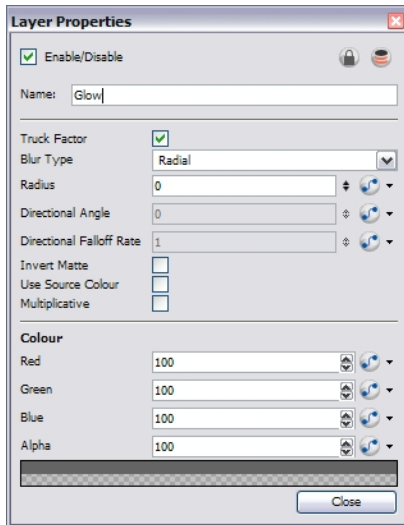 Layer Properties
Enable/Disable
Name: Glow
Truck Factor
Blur Type Radial
Radius 0
Directional Angle 0
Directional Falloff Rate 1
Invert Matte
Use Source Colour
Multiplicative
Colour
Red 100
Green 100
Blue 100
Alpha 100
Close